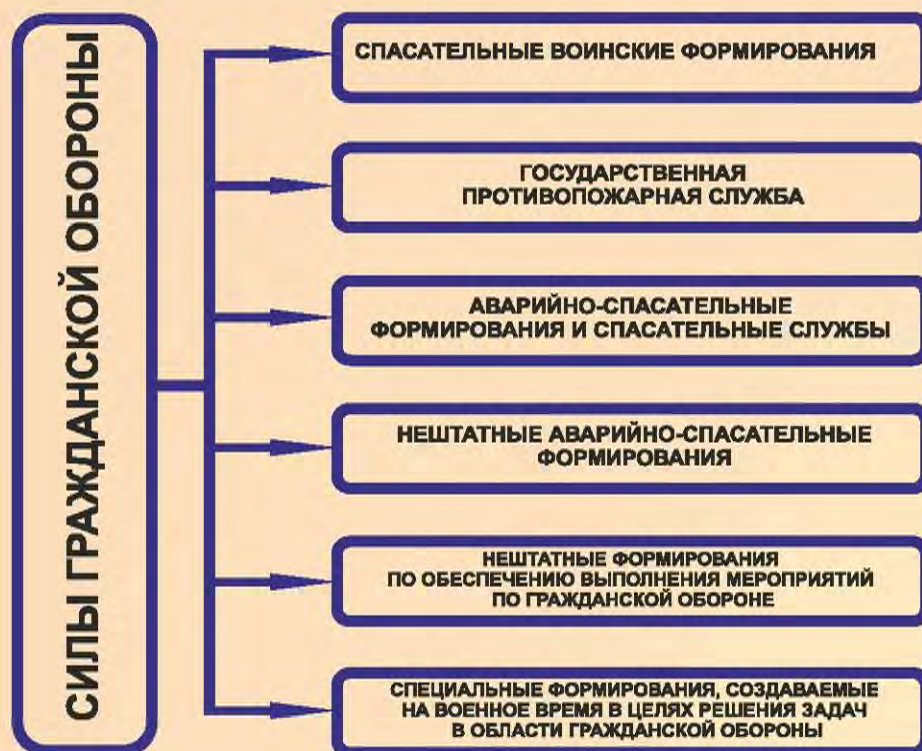 СИЛЫ ГРАЖДАНСКОЙ ОБОРОНЫ
СПАСАТЕЛЬНЫЕ ВОИНСКИЕ ФОРМИРОВАНИЯ
ГОСУДАРСТВЕННАЯ
ПРОТИВОПОЖАРНАЯ СЛУЖБА
АВАРИЙНО-СПАСАТЕЛЬНЫЕ
ФОРМИРОВАНИЯ И СПАСАТЕЛЬНЫЕ СЛУЖБЫ
НЕШТАТНЫЕ АВАРИЙНО-СПАСАТЕЛЬНЫЕ
ФОРМИРОВАНИЯ
НЕШТАТНЫЕ ФОРМИРОВАНИЯ
ПО ОБЕСПЕЧЕНИЮ ВЫПОЛНЕНИЯ МЕРОПРИЯТИЙ
ПО ГРАЖДАНСКОЙ ОБОРОНЕ
СПЕЦИАЛЬНЫЕ ФОРМИРОВАНИЯ, СОЗДАВАЕМЫЕ
НА ВОЕННОЕ ВРЕМЯ В ЦЕЛЯХ РЕШЕНИЯ ЗАДАЧ
В ОБЛАСТИ ГРАЖДАНСКОЙ ОБОРОНЫ